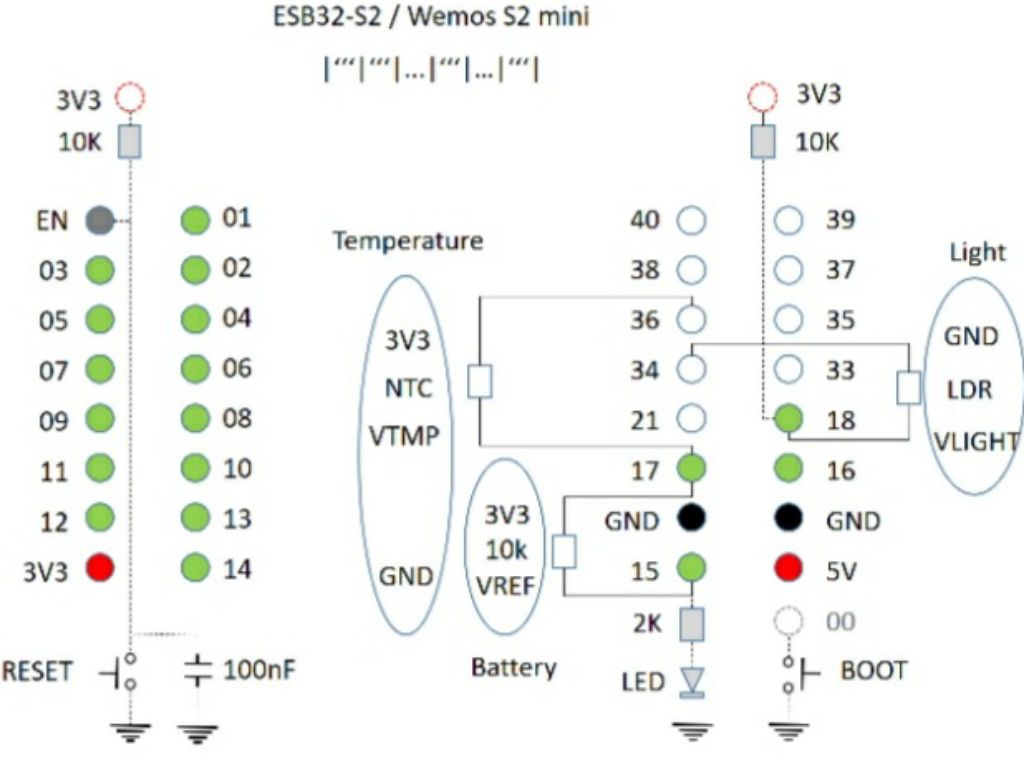 ESB32-S2 / Wemos S2 mini
|‘‘‘|‘‘‘|...|‘‘‘|...|‘‘‘|
3V3
10K
3V3
10K
EN 01
03 02
05 04
07 06
09 08
11 10
12 13
3V3 14
RESET
100nF
Temperature
3V3
NTC
VTMP
GND
3V3
10k
VREF
Battery
40 39
38 37
36 35
34 33
21 18
17 16
GND GND
15 5V
2K 00
LED
BOOT
Light
GND
LDR
VLIGHT